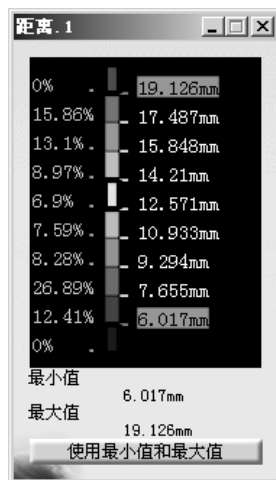 距离.1
0%
19.126mm
15.86%
17.487mm
13.1%
15.848mm
8.97%
14.21mm
6.9%
12.571mm
7.59%
10.933mm
8.28%
9.294mm
26.89%
7.655mm
12.41%
6.017mm
0%
最小值
6.017mm
最大值
19.126mm
使用最小值和最大值